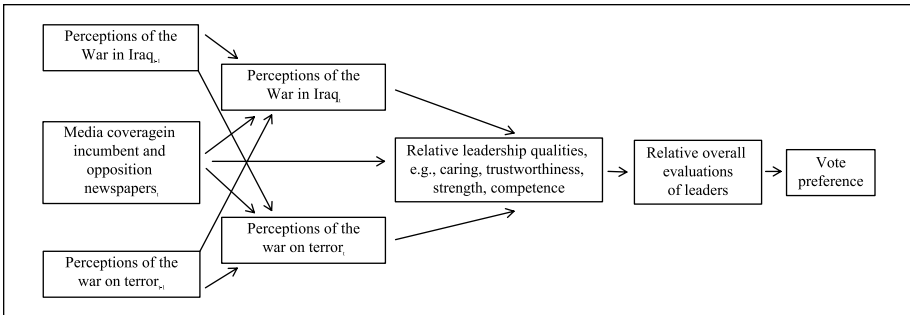 Perceptions of the
War in Iraq t-1
Perceptions of the
War in Iraq t
Media coveragein
incumbent and
opposition
newspapers t
Relative leadership qualities,
e.g., caring, trustworthiness,
strength, competence
Relative overall
evaluations
of leaders
Vote
preference
Perceptions of the
war on terror t
Perceptions of the
war on terror t-1